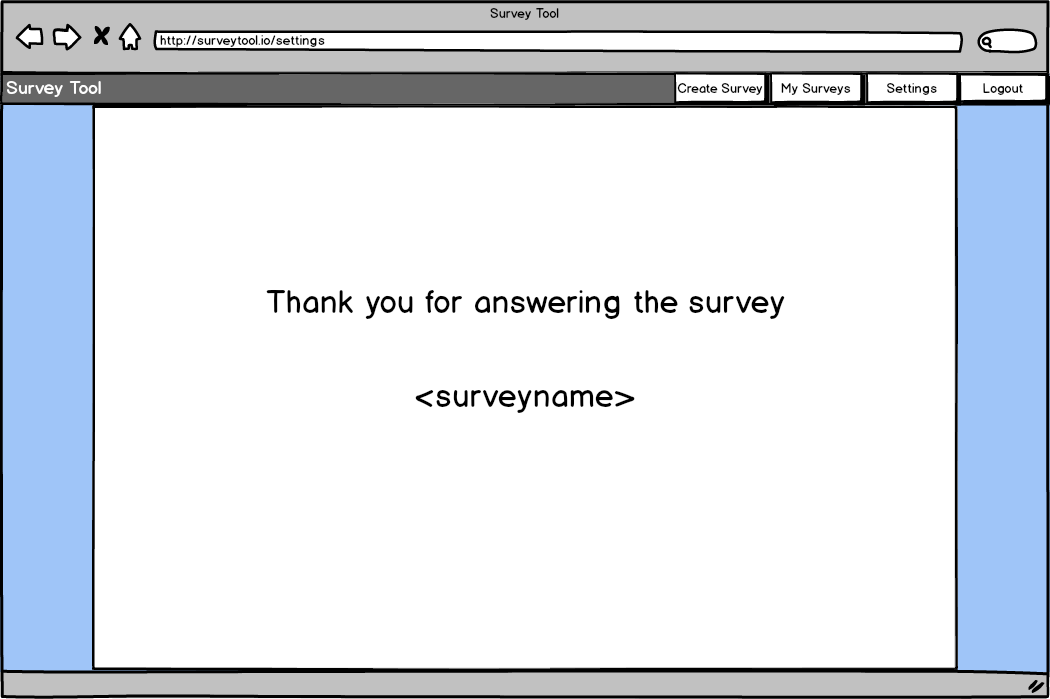 Survey Tool
http://surveytool.io/settings
Survey Tool
Create Survey
My Surveys
Settings
Logout
Thank you for answering the survey
<surveyname>